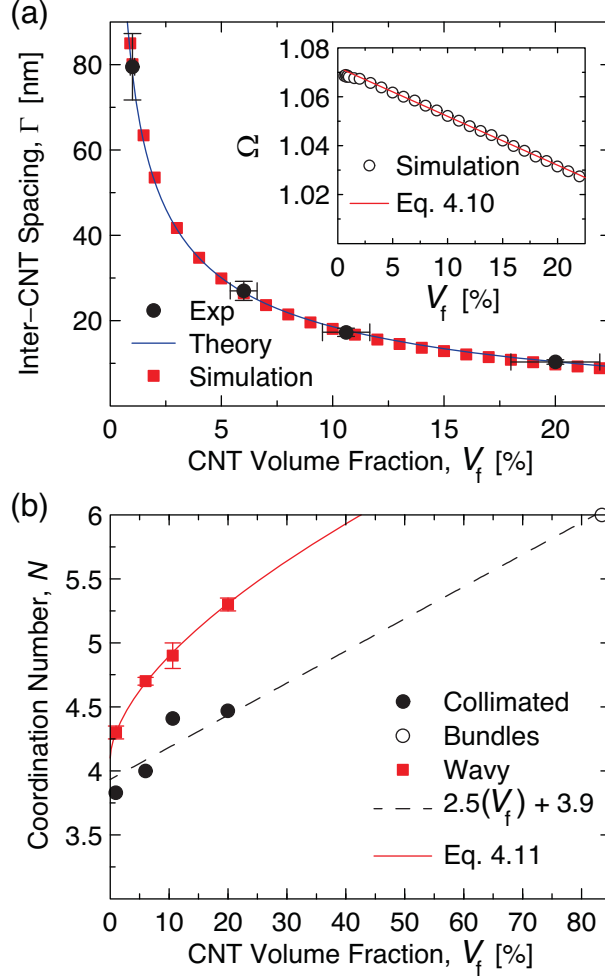 (a)
Inter−CNT Spacing, Γ [nm]
80
60
40
20
Exp
Theory
Simulation
0
5
10
15
20
CNT Volume Fraction, Vf [%]
Ω
1.08
1.06
1.04
1.02
Simulation
Eq. 4.10
0
5
10
15
20
Vf [%]
(b)
Coordination Number, N
6
5.5
5
4.5
4
3.5
Collimated
Bundles
Wavy
2.5(Vf) + 3.9
Eq. 4.11
0
10
20
30
40
50
60
70
80
CNT Volume Fraction, Vf [%]